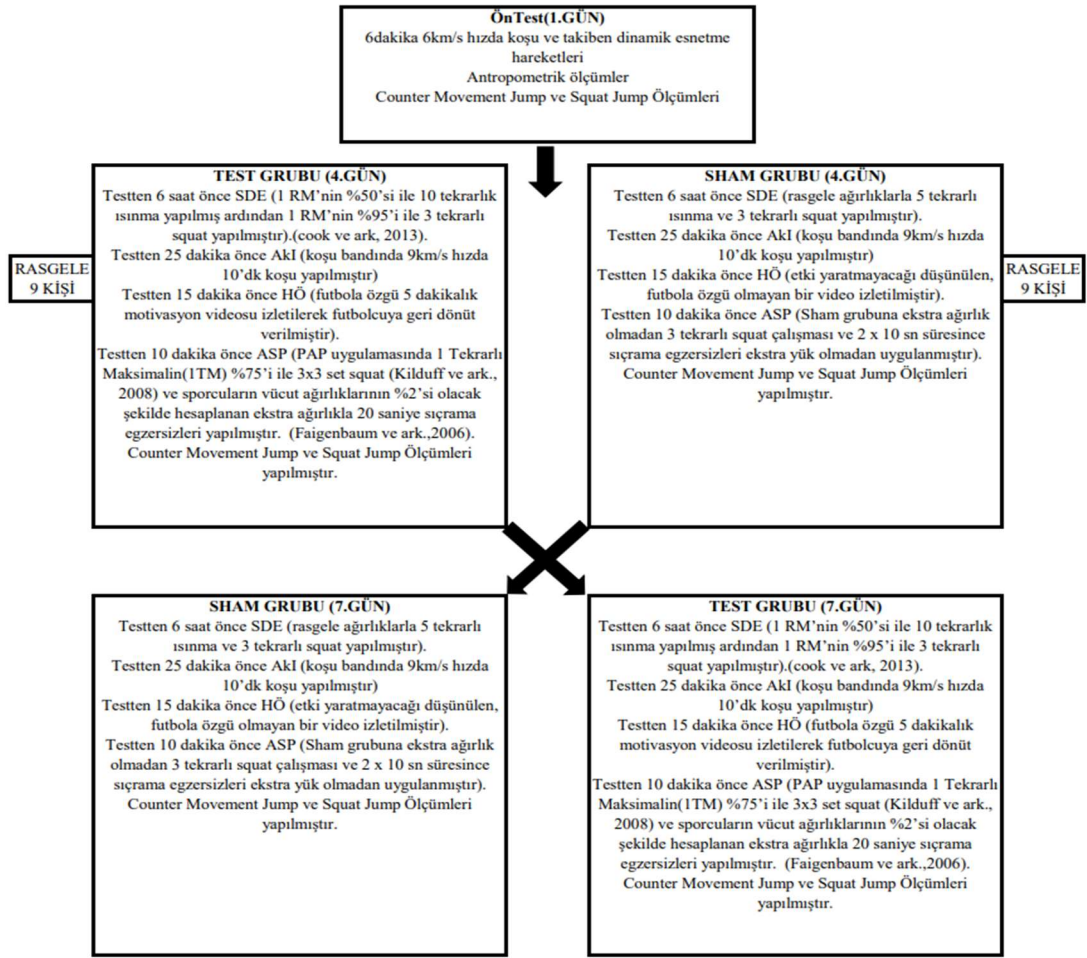 ÖnTest(1.GÜN)
6dakika 6km/s hızda koşu ve takiben dinamik esnetme
hareketleri
Antropometrik ölçümler
Counter Movement Jump ve Squat Jump Ölçümleri
RASGELE
9 KİŞİ
TEST GRUBU (4.GÜN)
Testten 6 saat önce SDE (1 RM’nin %50’si ile 10 tekrarlık
ısınma yapılmış ardından 1 RM’nin %95’i ile 3 tekrarlı
squat yapılmıştır).(cook ve ark, 2013).
Testten 25 dakika önce AkI (koşu bandında 9km/s hızda
10’dk koşu yapılmıştır)
Testten 15 dakika önce HÖ (futbola özgü 5 dakikalık
motivasyon videosu izletilerek futbolcuya geri dönüt
verilmiştir).
Testten 10 dakika önce ASP (PAP uygulamasında 1 Tekrarlı
Maksimalin(1TM) %75’i ile 3x3 set squat (Kilduff ve ark.,
2008) ve sporcuların vücut ağırlıklarının %2’si olacak
şekilde hesaplanan ekstra ağırlıkla 20 saniye sıçrama
egzersizleri yapılmıştır. (Faigenbaum ve ark.,2006).
Counter Movement Jump ve Squat Jump Ölçümleri
yapılmıştır.
SHAM GRUBU (4.GÜN)
Testten 6 saat önce SDE (rasgele ağırlıklarla 5 tekrarlı
ısınma ve 3 tekrarlı squat yapılmıştır).
Testten 25 dakika önce AkI (koşu bandında 9km/s hızda
10’dk koşu yapılmıştır)
Testten 15 dakika önce HÖ (etki yaratmayacağı düşünülen,
futbola özgü olmayan bir video izletilmiştir).
Testten 10 dakika önce ASP (Sham grubuna ekstra ağırlık
olmadan 3 tekrarlı squat çalışması ve 2 x 10 sn süresince
sıçrama egzersizleri ekstra yük olmadan uygulanmıştır).
Counter Movement Jump ve Squat Jump Ölçümleri
yapılmıştır.
RASGELE
9 KİŞİ
SHAM GRUBU (7.GÜN)
Testten 6 saat önce SDE (rasgele ağırlıklarla 5 tekrarlı
ısınma ve 3 tekrarlı squat yapılmıştır).
Testten 25 dakika önce AkI (koşu bandında 9km/s hızda
10’dk koşu yapılmıştır)
Testten 15 dakika önce HÖ (etki yaratmayacağı düşünülen,
futbola özgü olmayan bir video izletilmiştir).
Testten 10 dakika önce ASP (Sham grubuna ekstra ağırlık
olmadan 3 tekrarlı squat çalışması ve 2 x 10 sn süresince
sıçrama egzersizleri ekstra yük olmadan uygulanmıştır).
Counter Movement Jump ve Squat Jump Ölçümleri
yapılmıştır.
TEST GRUBU (7.GÜN)
Testten 6 saat önce SDE (1 RM’nin %50’si ile 10 tekrarlık
ısınma yapılmış ardından 1 RM’nin %95’i ile 3 tekrarlı
squat yapılmıştır).(cook ve ark, 2013).
Testten 25 dakika önce AkI (koşu bandında 9km/s hızda
10’dk koşu yapılmıştır)
Testten 15 dakika önce HÖ (futbola özgü 5 dakikalık
motivasyon videosu izletilerek futbolcuya geri dönüt
verilmiştir).
Testten 10 dakika önce ASP (PAP uygulamasında 1 Tekrarlı
Maksimalin(1TM) %75’i ile 3x3 set squat (Kilduff ve ark.,
2008) ve sporcuların vücut ağırlıklarının %2’si olacak
şekilde hesaplanan ekstra ağırlıkla 20 saniye sıçrama
egzersizleri yapılmıştır. (Faigenbaum ve ark.,2006).
Counter Movement Jump ve Squat Jump Ölçümleri
yapılmıştır.